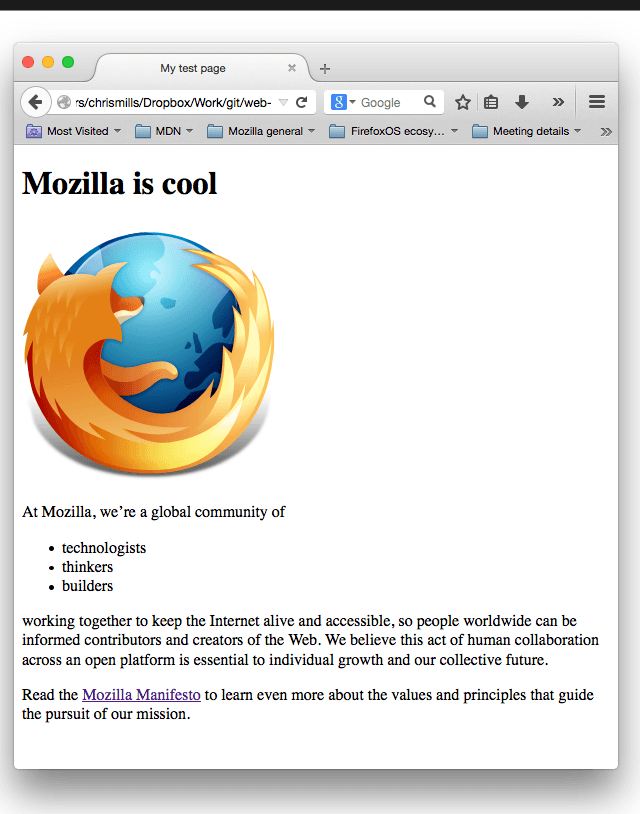 My test page
rs/chrismills/Dropbox/Work/git/web-
Google
Most Visited
MDN
Mozilla general
FirefoxOS ecosy...
Meeting details
Mozilla is cool
At Mozilla, we’re a global community of
• technologists
• thinkers
• builders
working together to keep the Internet alive and accessible, so people worldwide can be
informed contributors and creators of the Web. We believe this act of human collaboration
across an open platform is essential to individual growth and our collective future.
Read the Mozilla Manifesto to learn even more about the values and principles that guide
the pursuit of our mission.